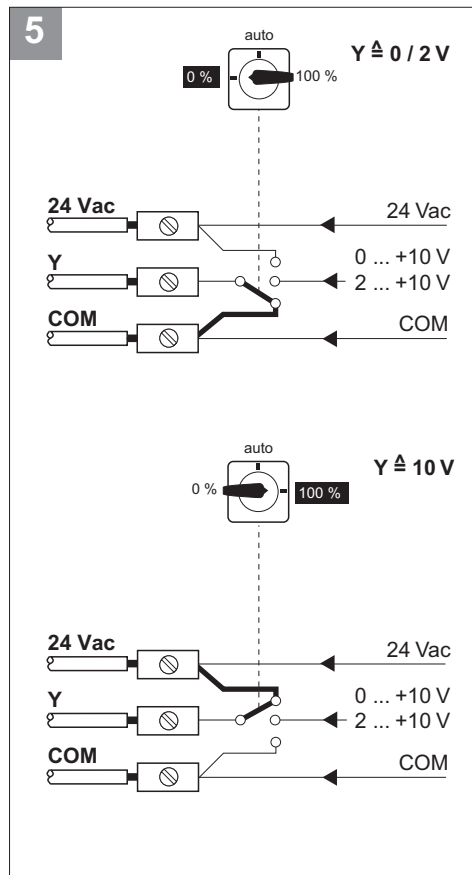 5
auto
Y ≙ 0 / 2 V
0 %
100 %
24 Vac
24 Vac
Y
0 ... +10 V
2 ... +10 V
COM
COM
auto
Y ≙ 10 V
0 %
100 %
24 Vac
24 Vac
Y
0 ... +10 V
2 ... +10 V
COM
COM